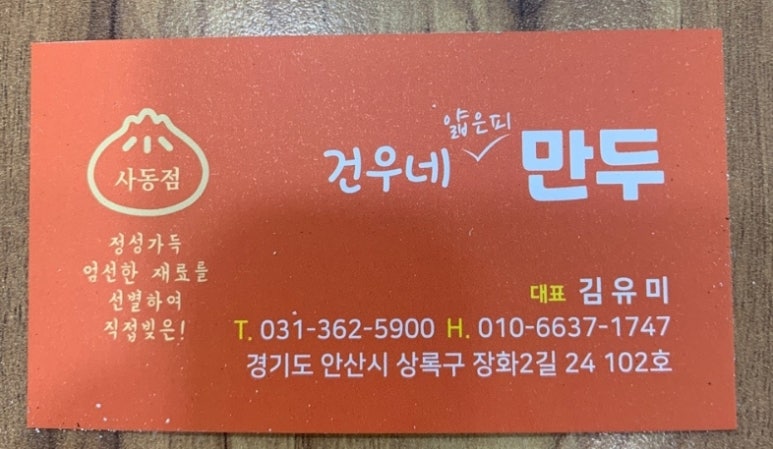 사동점
정성가득
엄선한 재료를
선별하여
직접빚은!
건우네 얇은피 만두
대표 김유미
T. 031-362-5900 H. 010-6637-1747
경기도 안산시 상록구 장화2길 24 102호